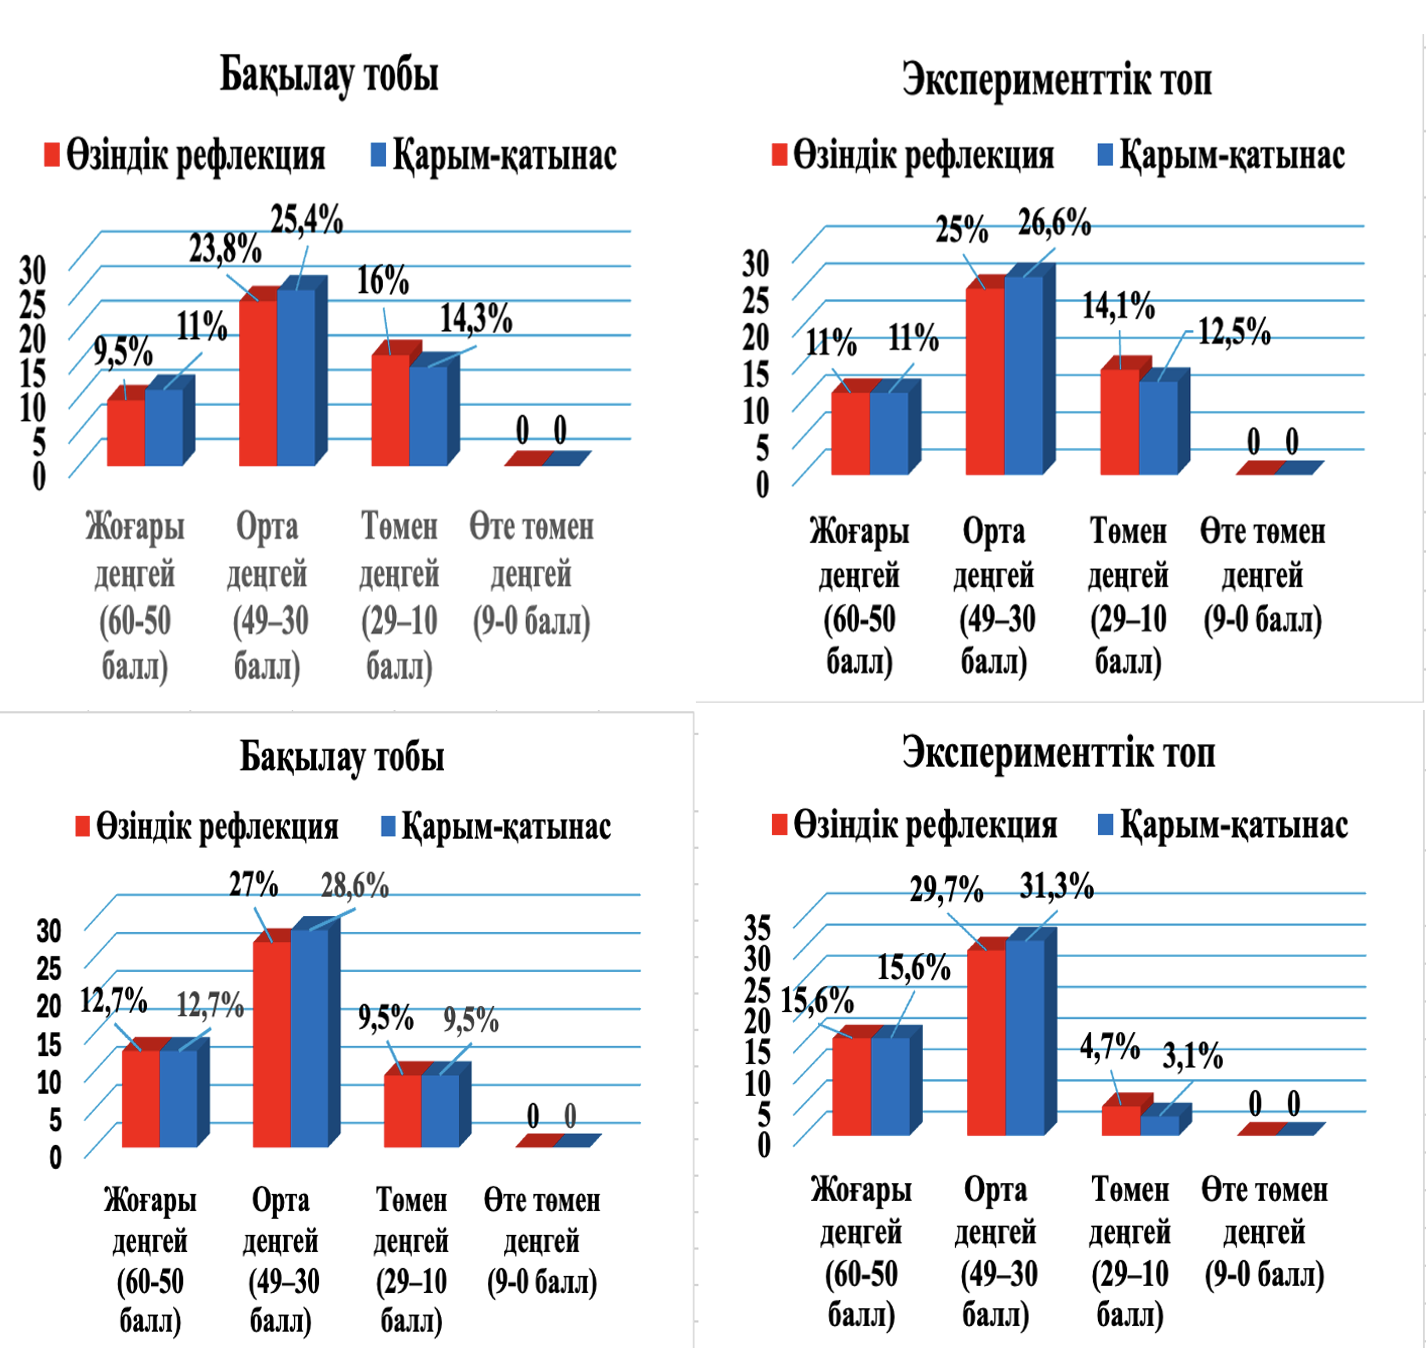 Бақылау тобы
Өзіндік рефлекция Қарым-қатынас
25,4%
23,8%
16%
14,3%
11%
9,5%
0 0
30
25
20
15
10
5
0
Жоғары деңгей (60-50 балл)
Орта деңгей (49–30 балл)
Төмен деңгей (29–10 балл)
Өте төмен деңгей (9-0 балл)
Эксперименттік топ
Өзіндік рефлекция Қарым-қатынас
25%
26,6%
14,1%
12,5%
11%
11%
0 0
30
25
20
15
10
5
0
Жоғары деңгей (60-50 балл)
Орта деңгей (49–30 балл)
Төмен деңгей (29–10 балл)
Өте төмен деңгей (9-0 балл)
Бақылау тобы
Өзіндік рефлекция Қарым-қатынас
27%
28,6%
12,7%
12,7%
9,5%
9,5%
0 0
30
25
20
15
10
5
0
Жоғары деңгей (60-50 балл)
Орта деңгей (49–30 балл)
Төмен деңгей (29–10 балл)
Өте төмен деңгей (9-0 балл)
Эксперименттік топ
Өзіндік рефлекция Қарым-қатынас
29,7%
31,3%
15,6%
15,6%
4,7%
3,1%
0 0
35
30
25
20
15
10
5
0
Жоғары деңгей (60-50 балл)
Орта деңгей (49–30 балл)
Төмен деңгей (29–10 балл)
Өте төмен деңгей (9-0 балл)